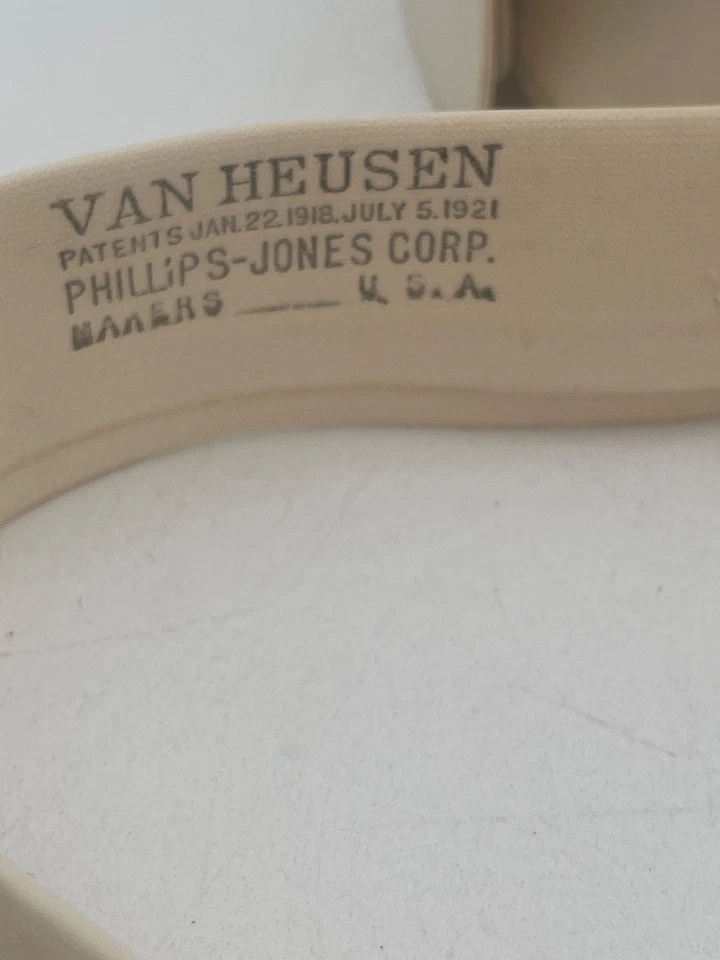 VAN HEUSEN
PATENTS JAN.22.1918.JULY 5.1921
PHILLIPS-JONES CORP.
MAKERS U.S.A.